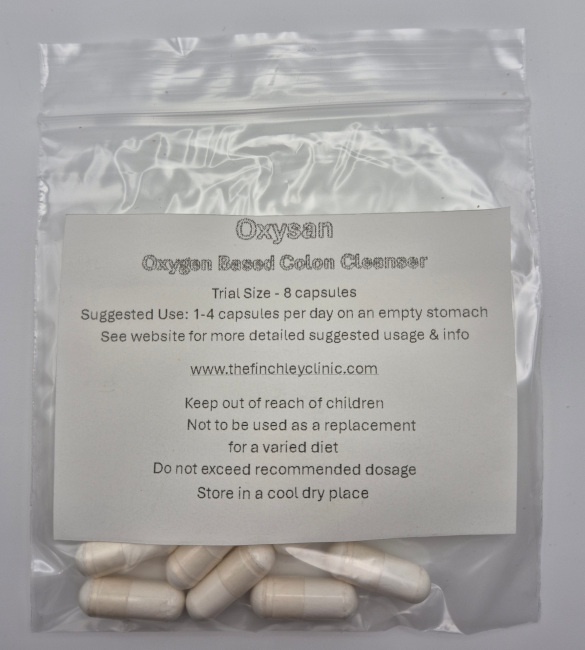 Oxysan
Oxygen Based Colon Cleanser
Trial Size - 8 capsules
Suggested Use: 1-4 capsules per day on an empty stomach
See website for more detailed suggested usage & info
www.thefinchleyclinic.com
Keep out of reach of children
Not to be used as a replacement
for a varied diet
Do not exceed recommended dosage
Store in a cool dry place